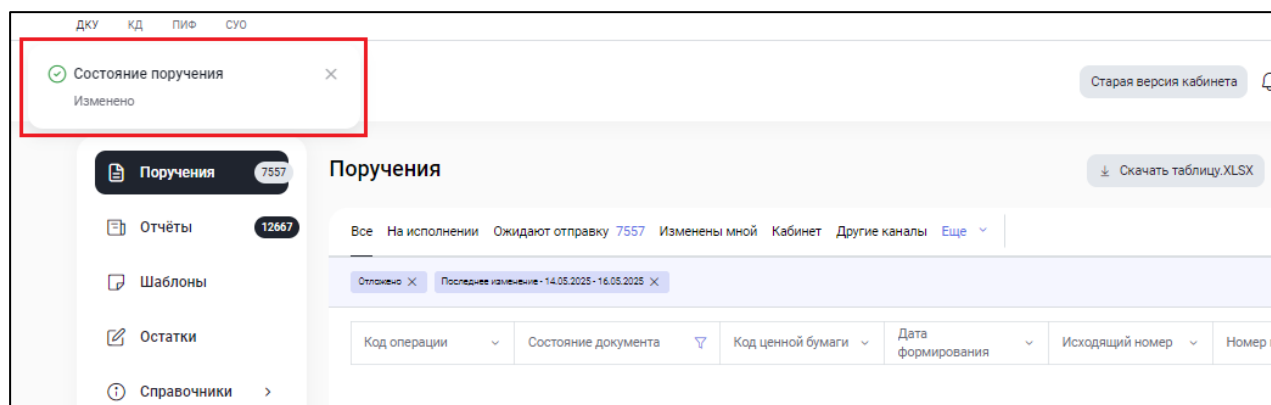 ДКУ КД ПИФ СУО
Состояние поручения
Изменено
Старая версия кабинета
Поручения 7557
Поручения
Скачать таблицу.XLSX
Отчёты 12667
Все На исполнении Ожидают отправку 7557 Изменены мной Кабинет Другие каналы Еще
Шаблоны
Отложено Последнее изменение - 14.05.2025 - 16.05.2025
Остатки
Код операции Состояние документа Код ценной бумаги Дата формирования Исходящий номер Номер
Справочники